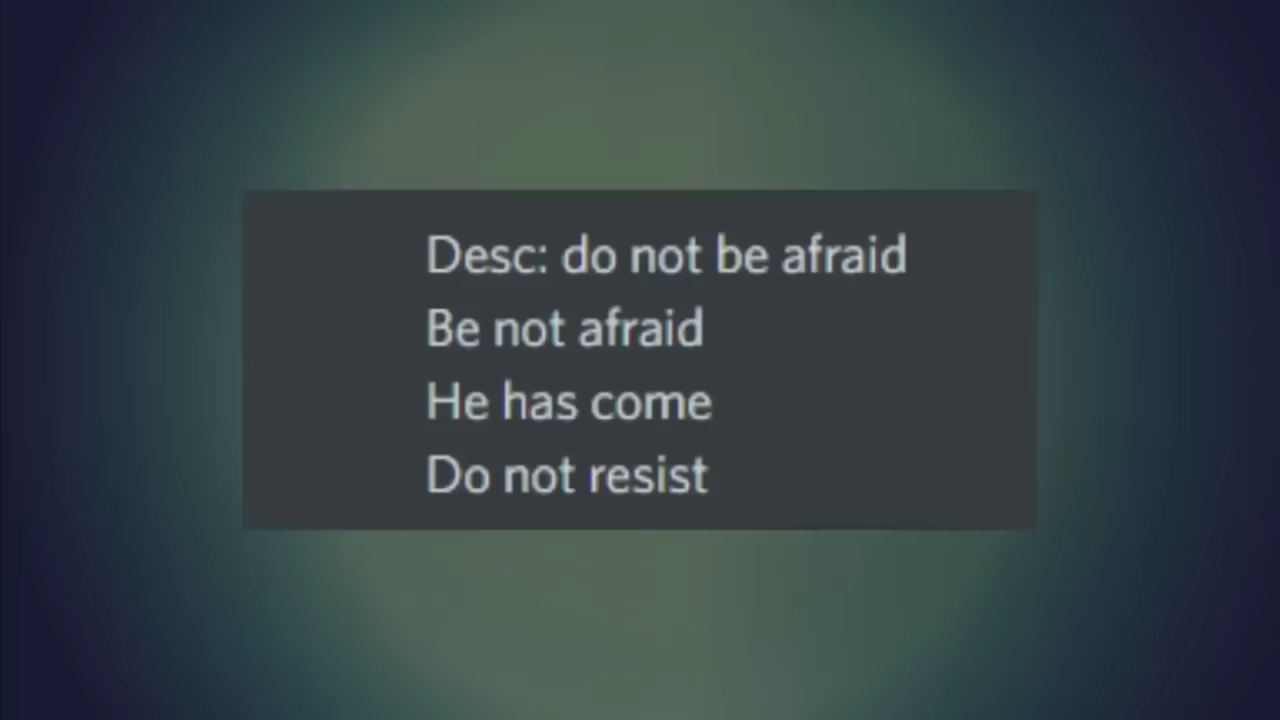 Desc: do not be afraid
Be not afraid
He has come
Do not resist